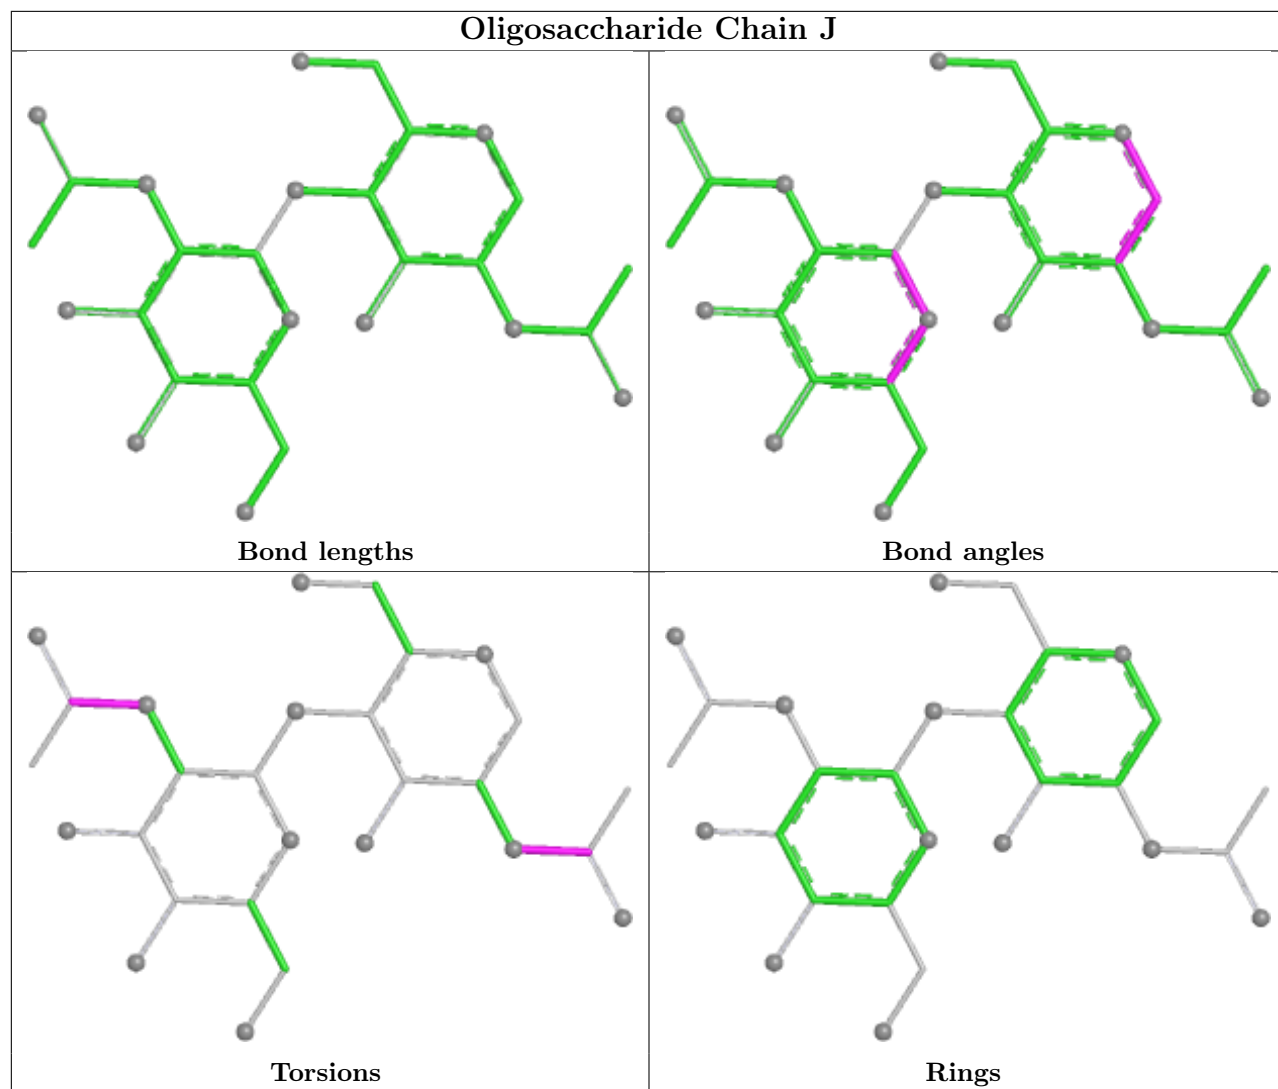 Oligosaccharide Chain J
Bond lengths
Bond angles
Torsions
Rings